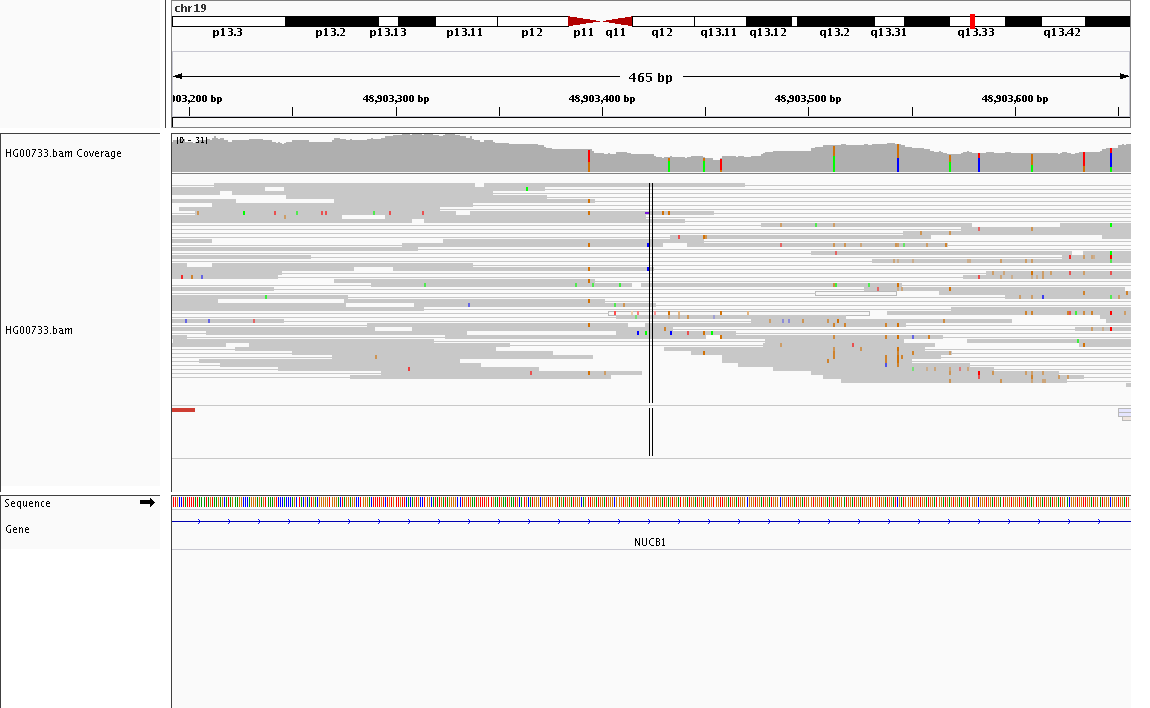 chr19
p13.3 p13.2 p13.13 p13.11 p12 p11 q11 q12 q13.11 q13.12 q13.2 q13.31 q13.33 q13.42
465 bp
003,200 bp 48,903,300 bp 48,903,400 bp 48,903,500 bp 48,903,600 bp
[0 - 31]
HG00733.bam Coverage
HG00733.bam
Sequence
Gene
NUCB1